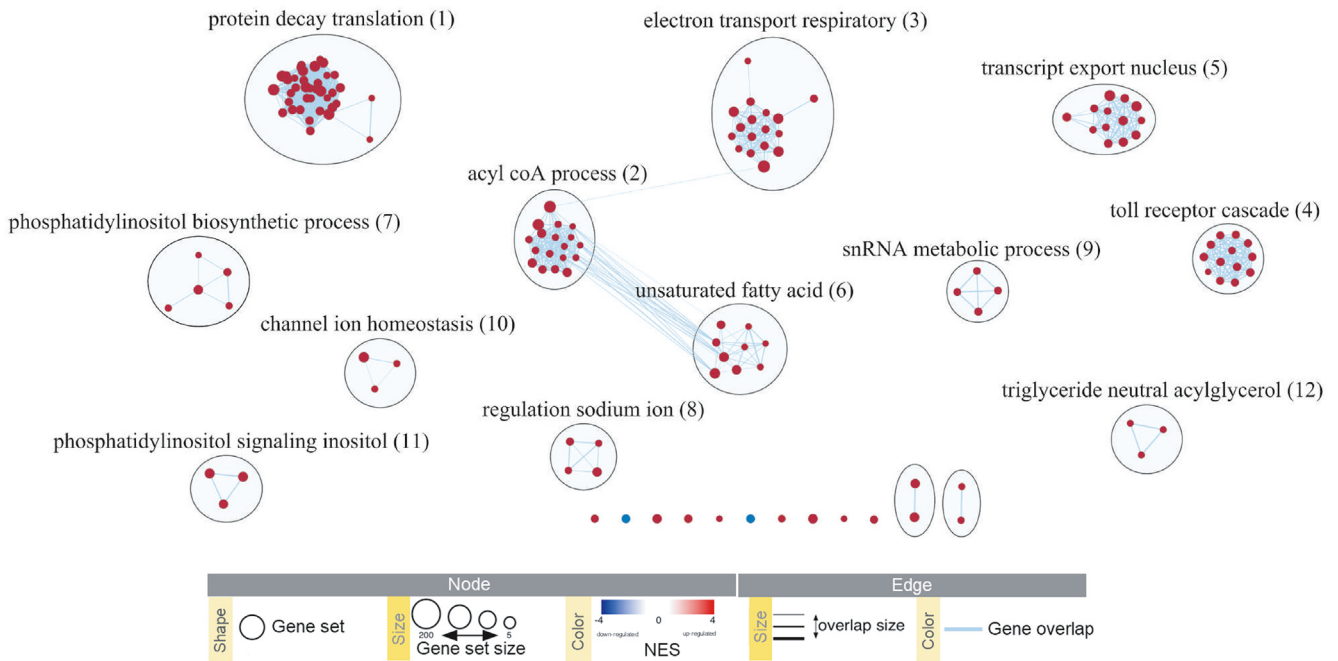 protein decay translation (1)
electron transport respiratory (3)
transcript export nucleus (5)
acyl coA process (2)
phosphatidylinositol biosynthetic process (7)
toll receptor cascade (4)
snRNA metabolic process (9)
unsaturated fatty acid (6)
channel ion homeostasis (10)
triglyceride neutral acylglycerol (12)
regulation sodium ion (8)
phosphatidylinositol signaling inositol (11)
Node
Edge
Shape
Gene set
Size
200
5
Gene set size
Color
-4
0
4
down-regulated
up-regulated
NES
Size
overlap size
Color
Gene overlap